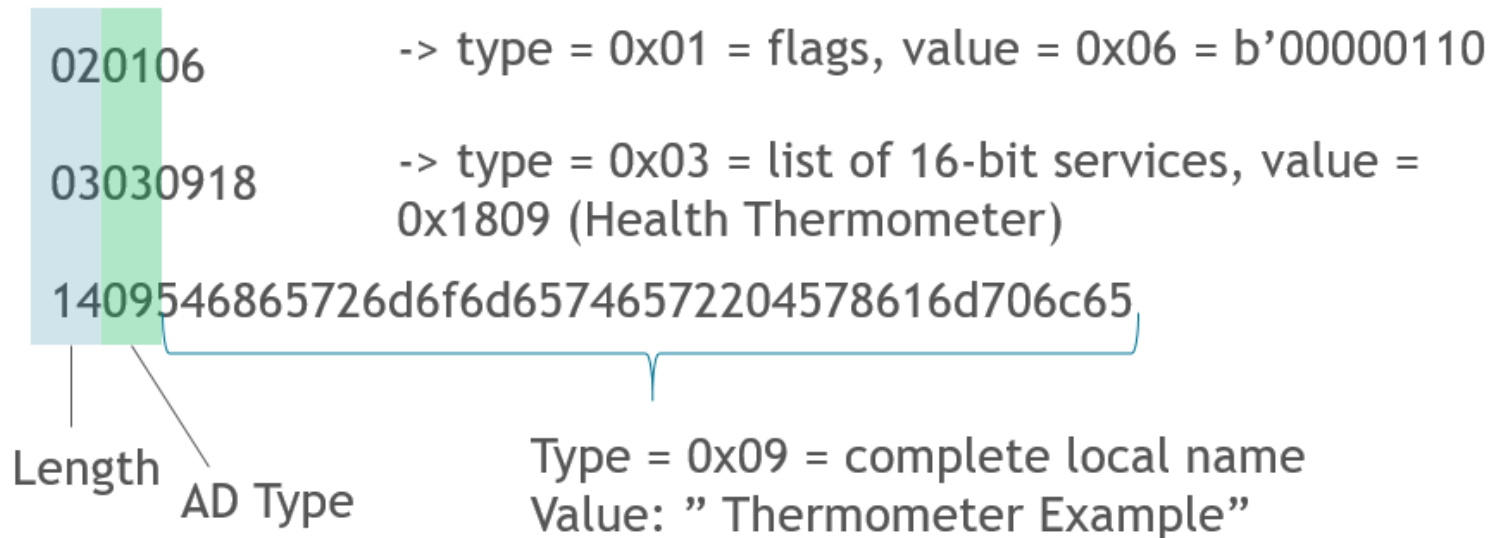 020106
-> type = 0x01 = flags, value = 0x06 = b’00000110
03030918
-> type = 0x03 = list of 16-bit services, value =
0x1809 (Health Thermometer)
1409546865726d6f6d65746572204578616d706c65
Length
AD Type
Type = 0x09 = complete local name
Value: ” Thermometer Example”